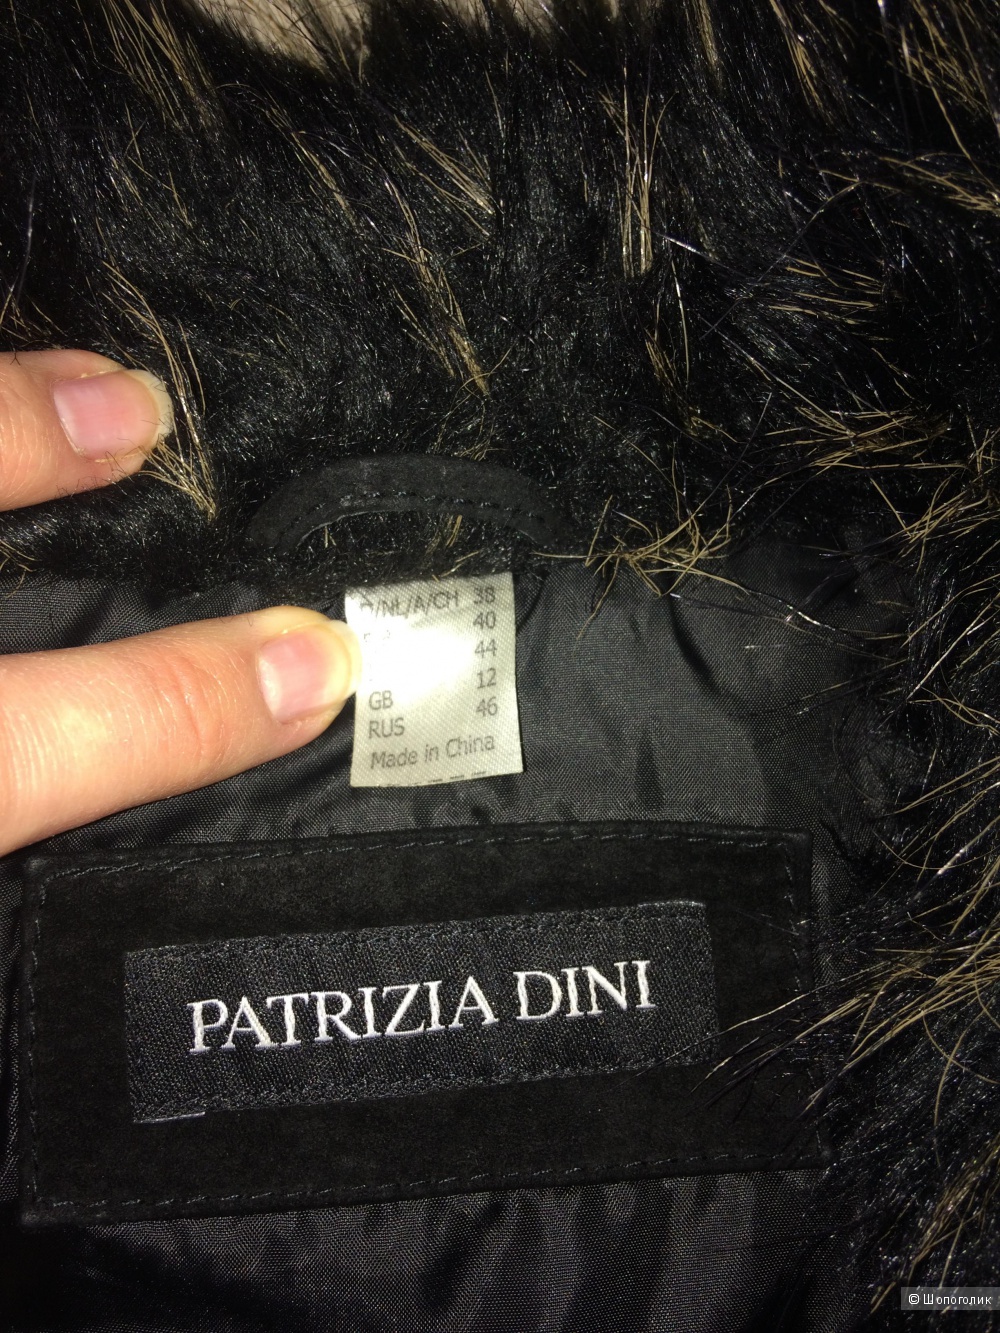 D/NL/A/CH 38
40
44
GB 12
RUS 46
Made in China
PATRIZIA DINI
© Шопоголик